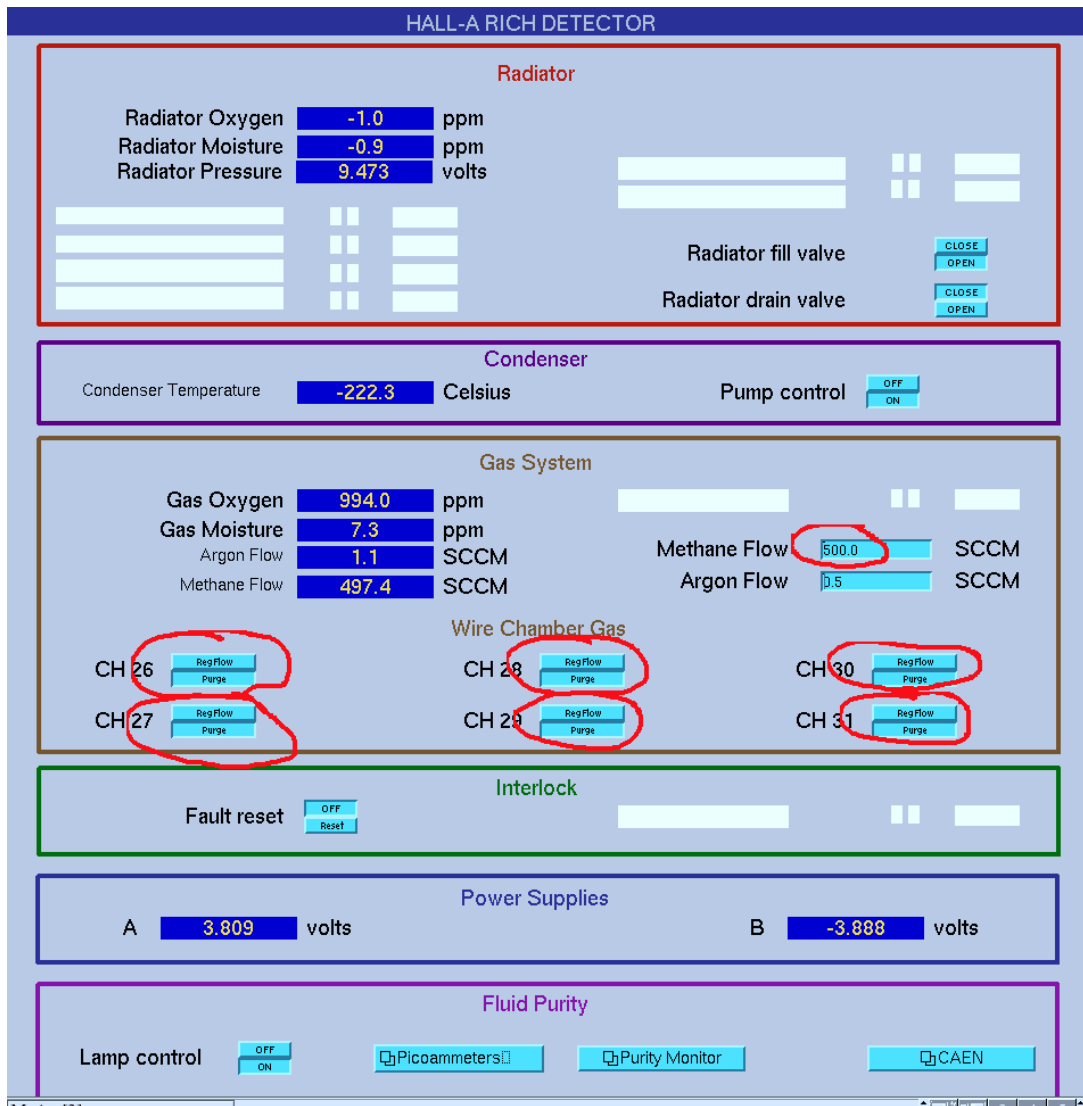 HALL-A RICH DETECTOR
Radiator
Radiator Oxygen -1.0 ppm
Radiator Moisture -0.9 ppm
Radiator Pressure 9.473 volts
Radiator fill valve CLOSE OPEN
Radiator drain valve CLOSE OPEN
Condenser
Condenser Temperature -222.3 Celsius Pump control OFF ON
Gas System
Gas Oxygen 994.0 ppm
Gas Moisture 7.3 ppm
Argon Flow 1.1 SCCM Methane Flow 500.0 SCCM
Methane Flow 497.4 SCCM Argon Flow 0.5 SCCM
Wire Chamber Gas
CH 26 RegFlow Purge CH 28 RegFlow Purge CH 30 RegFlow Purge
CH 27 RegFlow Purge CH 29 RegFlow Purge CH 31 RegFlow Purge
Interlock
Fault reset OFF Reset
Power Supplies
A 3.809 volts B -3.888 volts
Fluid Purity
Lamp control OFF ON Picoammeters Purity Monitor CAEN